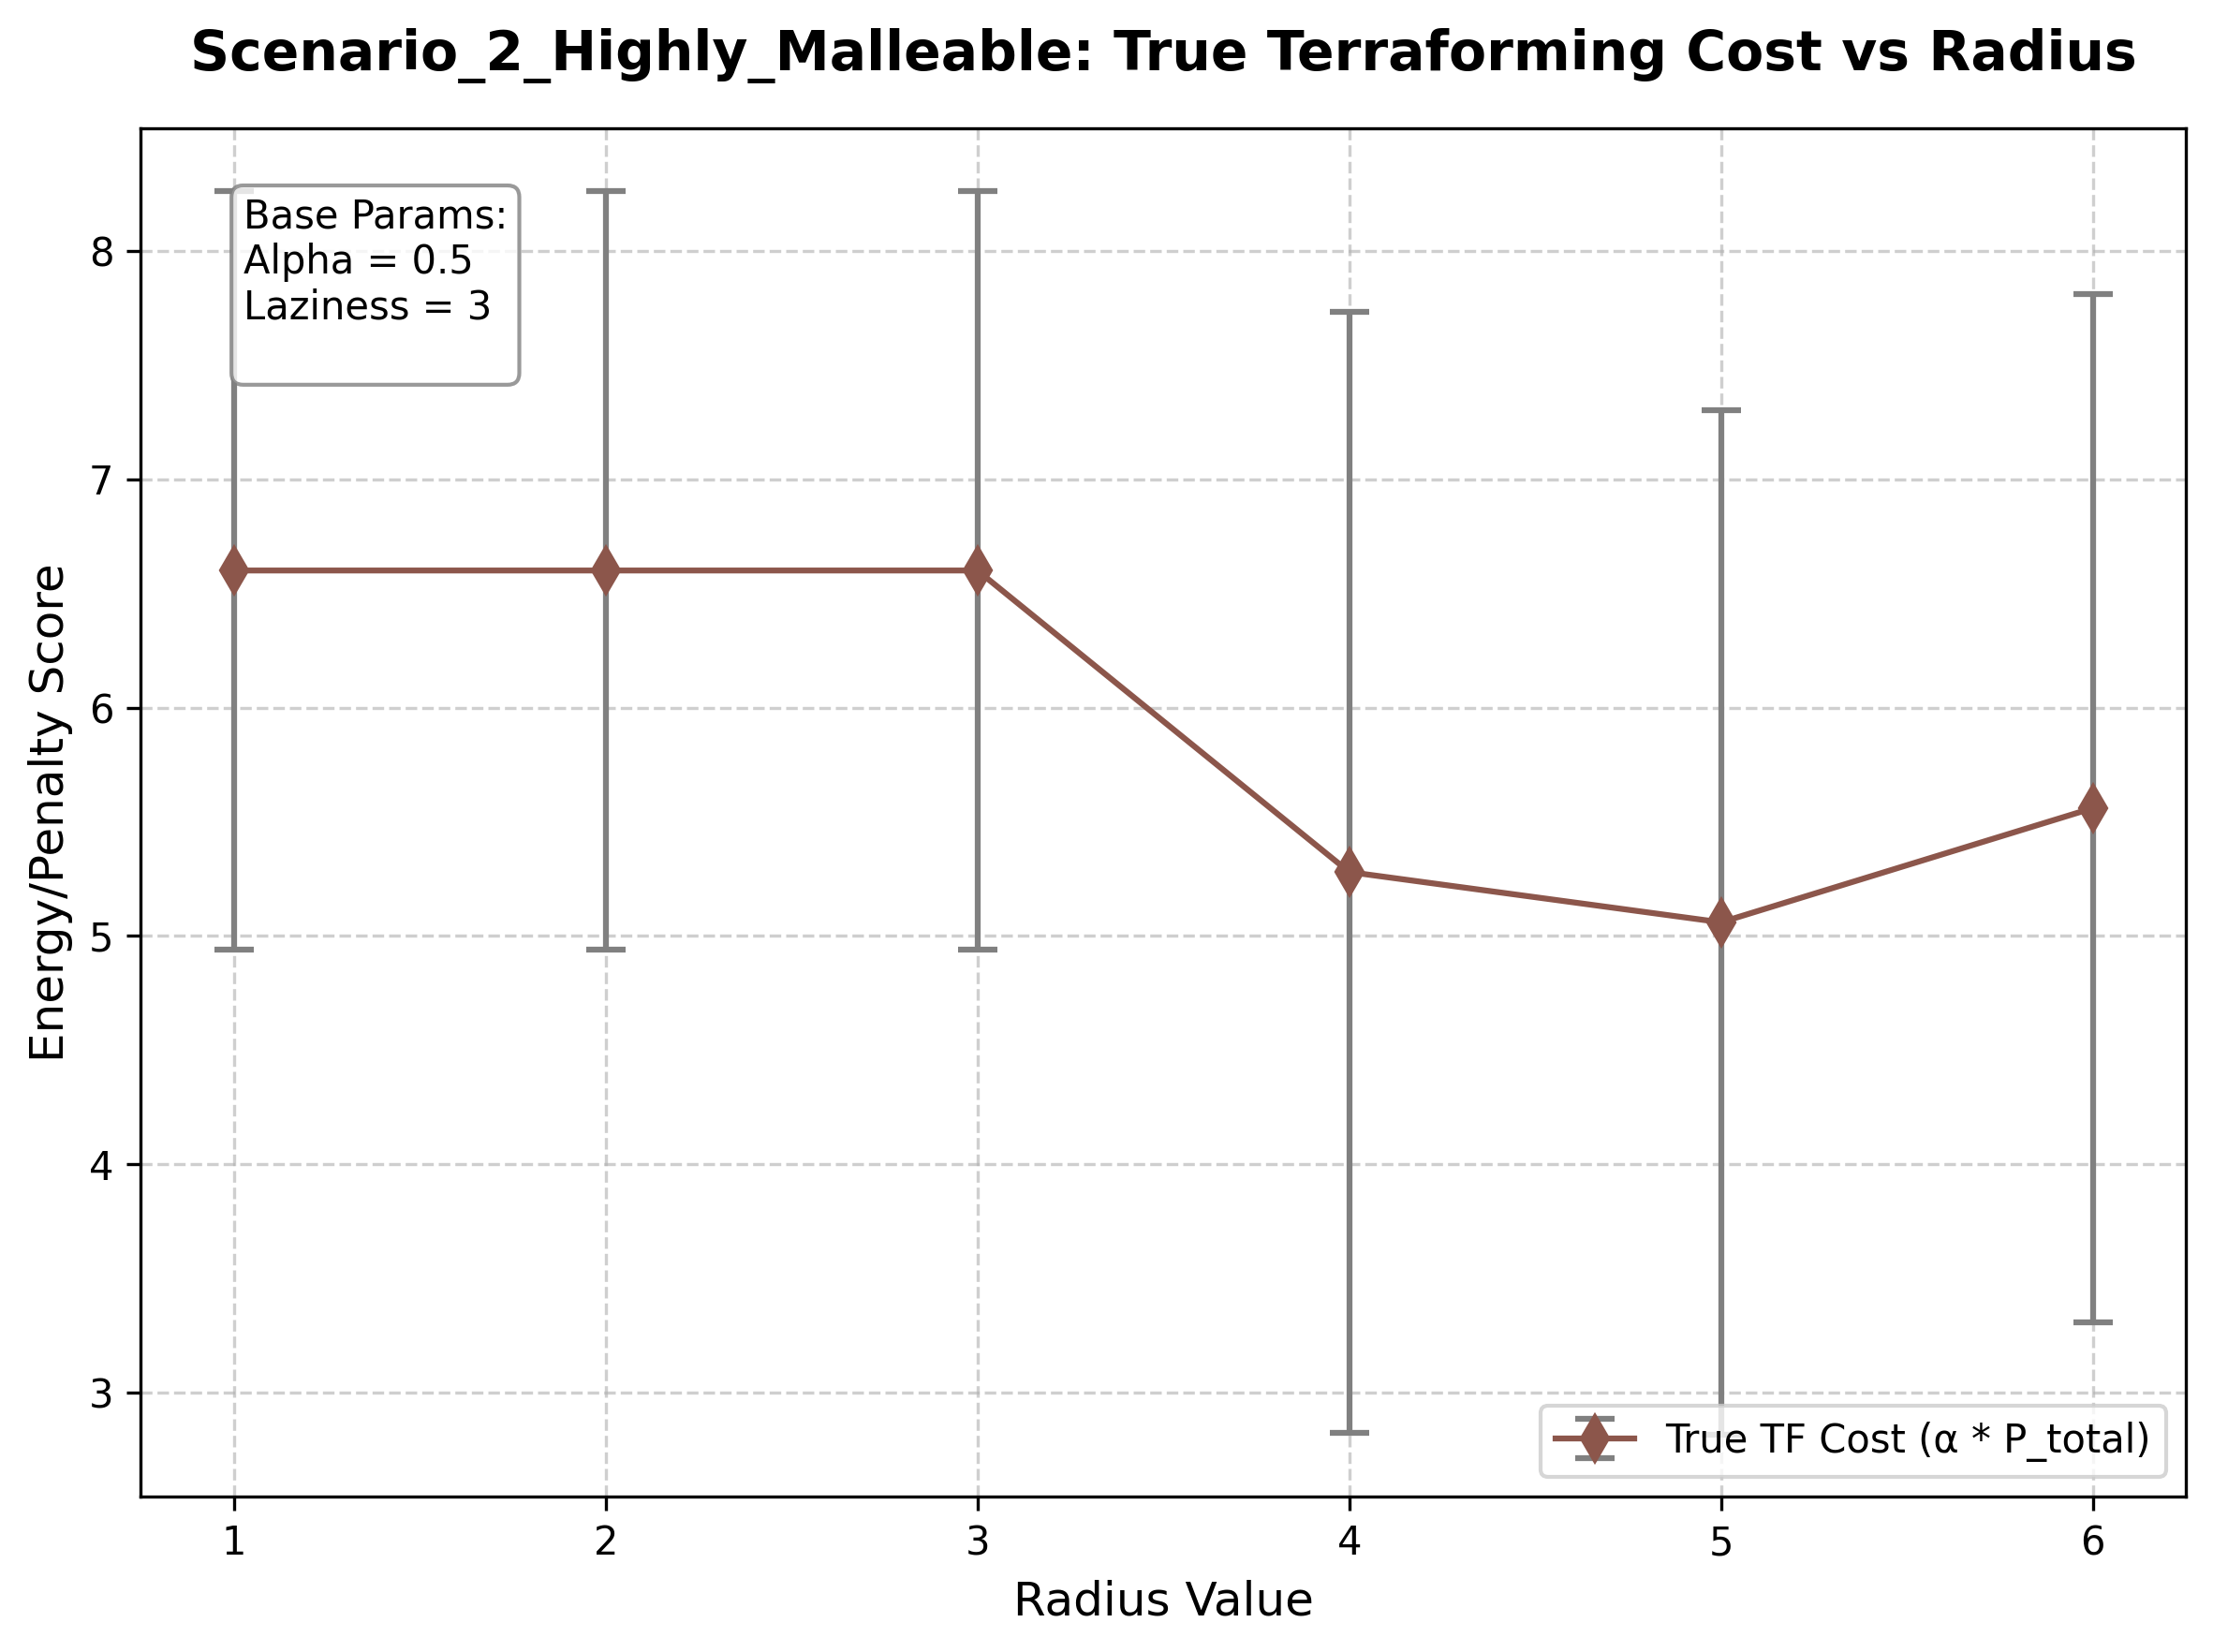 Scenario_2_Highly_Malleable: True Terraforming Cost vs Radius
Base Params:
Alpha = 0.5
Laziness = 3
8
7
6
5
4
3
Energy/Penalty Score
True TF Cost (α * P_total)
1
2
3
4
5
6
Radius Value